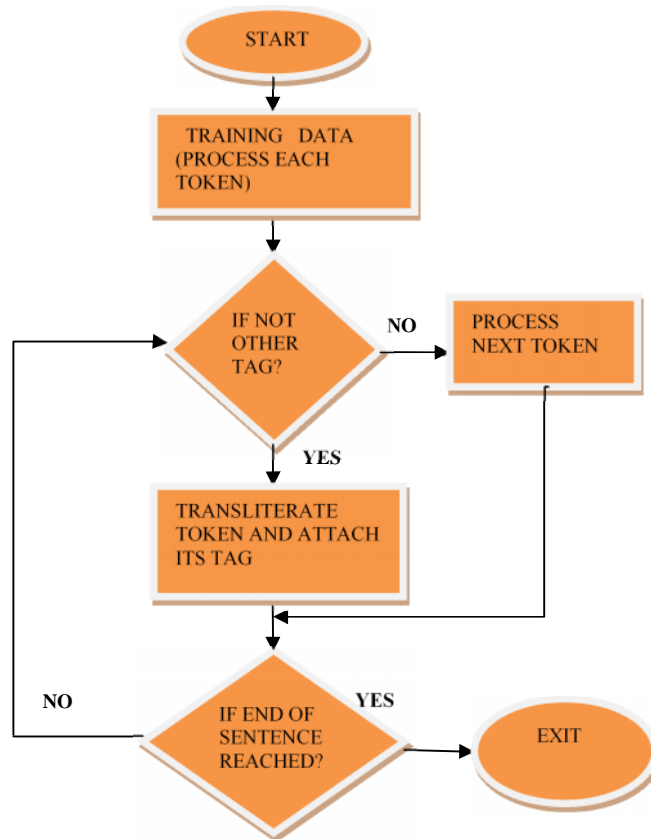 START
TRAINING DATA
(PROCESS EACH
TOKEN)
IF NOT
OTHER
TAG?
NO
PROCESS
NEXT TOKEN
YES
TRANSLITERATE
TOKEN AND ATTACH
ITS TAG
NO
YES
IF END OF
SENTENCE
REACHED?
EXIT